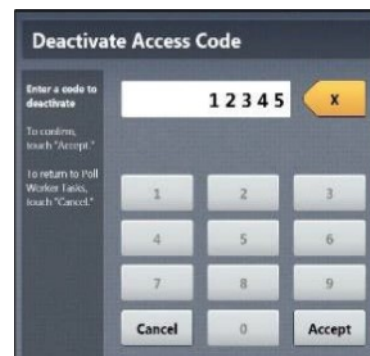 Deactivate Access Code
Enter a code to
deactivate
To confirm,
touch "Accept."
To return to Poll
Worker Tasks,
touch "Cancel."
12345
X
1 2 3
4 5 6
7 8 9
Cancel 0 Accept